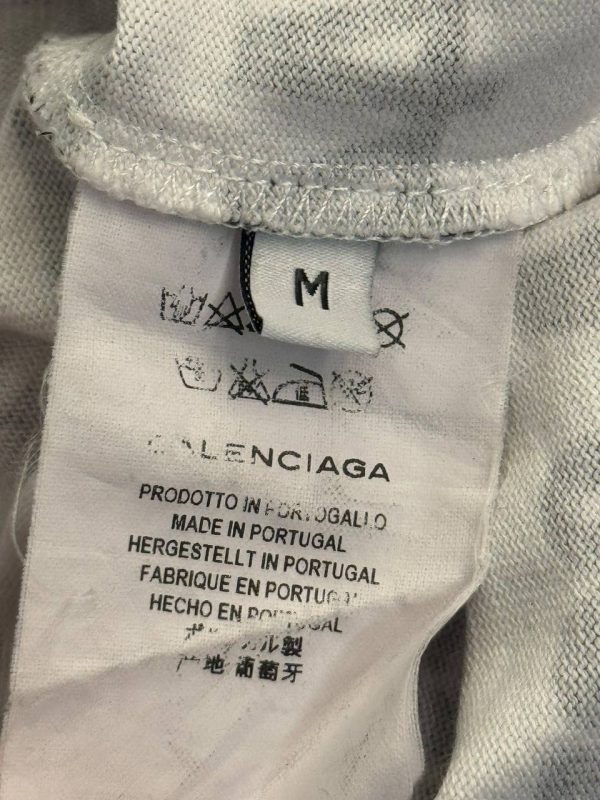 M
BALENCIAGA
PRODOTTO IN PORTOGALLO
MADE IN PORTUGAL
HERGESTELLT IN PORTUGAL
FABRIQUE EN PORTUGAL
HECHO EN PORTUGAL
ポルトガル製
産地 葡萄牙